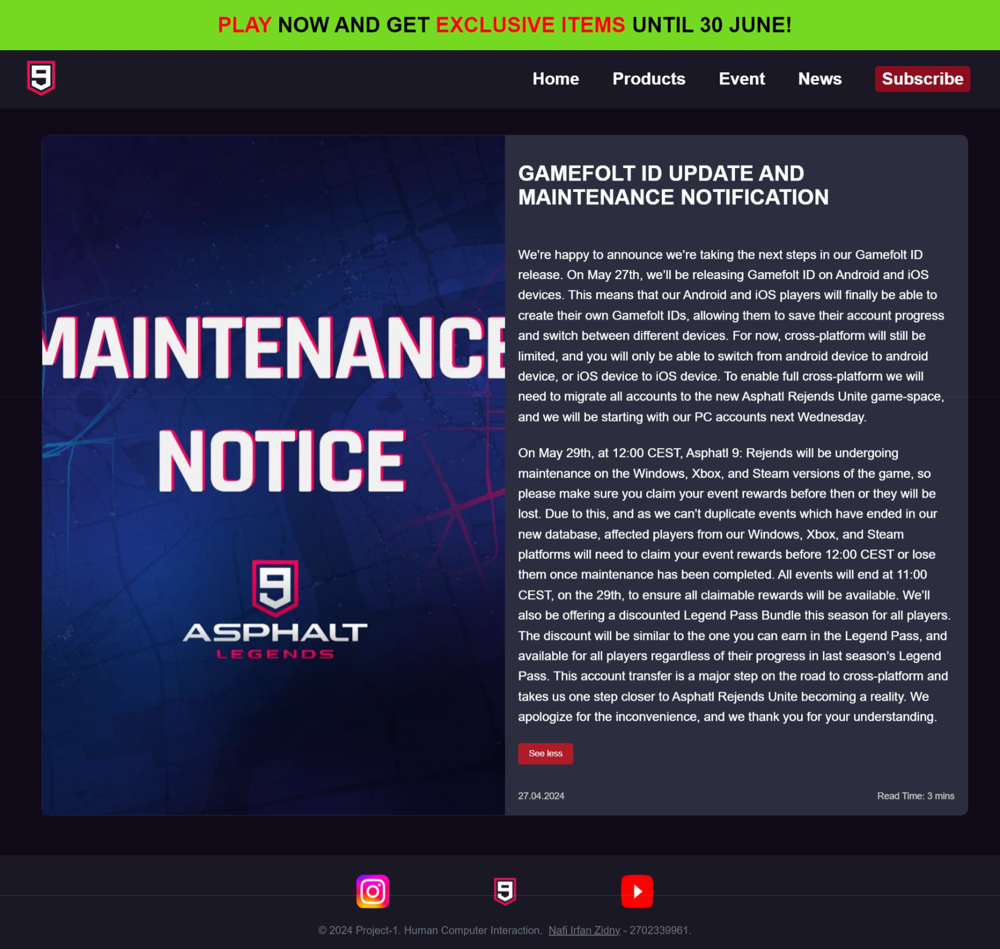 PLAY NOW AND GET EXCLUSIVE ITEMS UNTIL 30 JUNE!
9
Home Products Event News Subscribe
MAINTENANCE
NOTICE
9
ASPHALT
LEGENDS
GAMEFOLT ID UPDATE AND
MAINTENANCE NOTIFICATION
We’re happy to announce we’re taking the next steps in our Gamefolt ID
release. On May 27th, we’ll be releasing Gamefolt ID on Android and iOS
devices. This means that our Android and iOS players will finally be able to
create their own Gamefolt IDs, allowing them to save their account progress
and switch between different devices. For now, cross-platform will still be
limited, and you will only be able to switch from android device to android
device, or iOS device to iOS device. To enable full cross-platform we will
need to migrate all accounts to the new Asphatl Rejends Unite game-space,
and we will be starting with our PC accounts next Wednesday.
On May 29th, at 12:00 CEST, Asphatl 9: Rejends will be undergoing
maintenance on the Windows, Xbox, and Steam versions of the game, so
please make sure you claim your event rewards before then or they will be
lost. Due to this, and as we can’t duplicate events which have ended in our
new database, affected players from our Windows, Xbox, and Steam
platforms will need to claim your event rewards before 12:00 CEST or lose
them once maintenance has been completed. All events will end at 11:00
CEST, on the 29th, to ensure all claimable rewards will be available. We’ll
also be offering a discounted Legend Pass Bundle this season for all players.
The discount will be similar to the one you can earn in the Legend Pass, and
available for all players regardless of their progress in last season’s Legend
Pass. This account transfer is a major step on the road to cross-platform and
takes us one step closer to Asphatl Rejends Unite becoming a reality. We
apologize for the inconvenience, and we thank you for your understanding.
See less
27.04.2024 Read Time: 3 mins
9
© 2024 Project-1. Human Computer Interaction. Nafi Irfan Zidny - 2702339961.